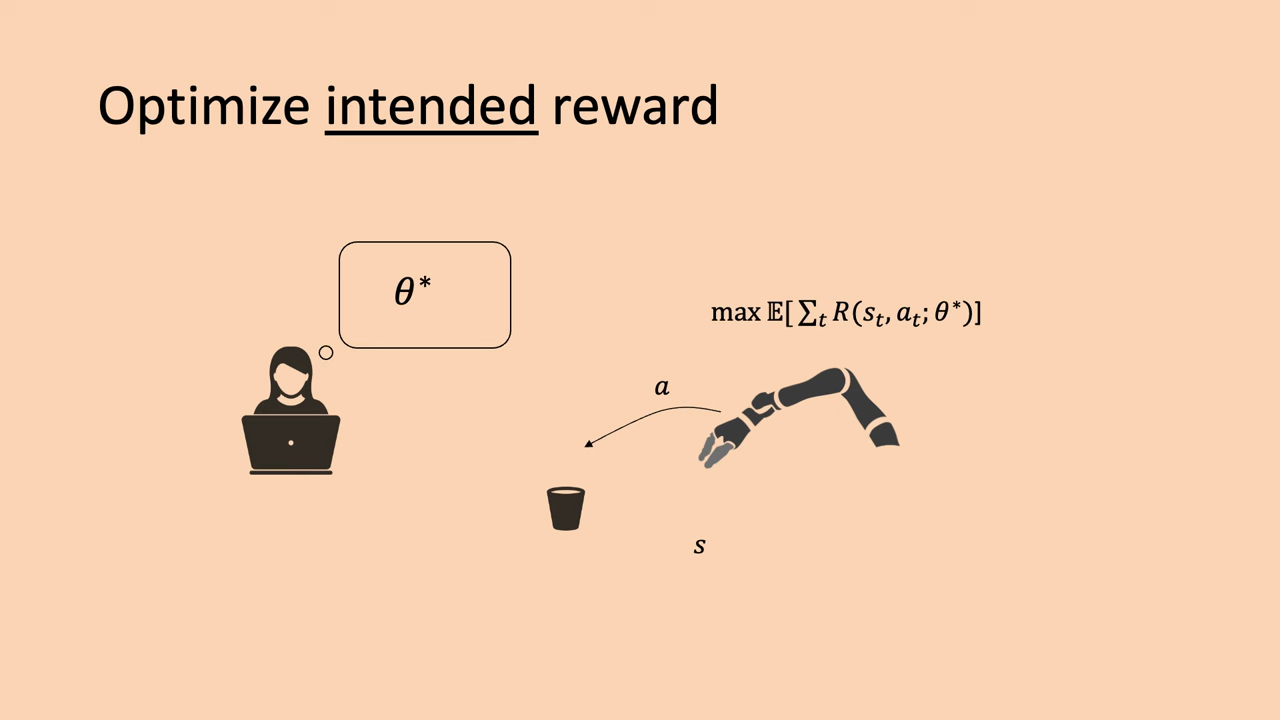 Optimize intended reward
θ*
max 𝔼[∑ₜ R(sₜ, aₜ; θ*)]
a
s